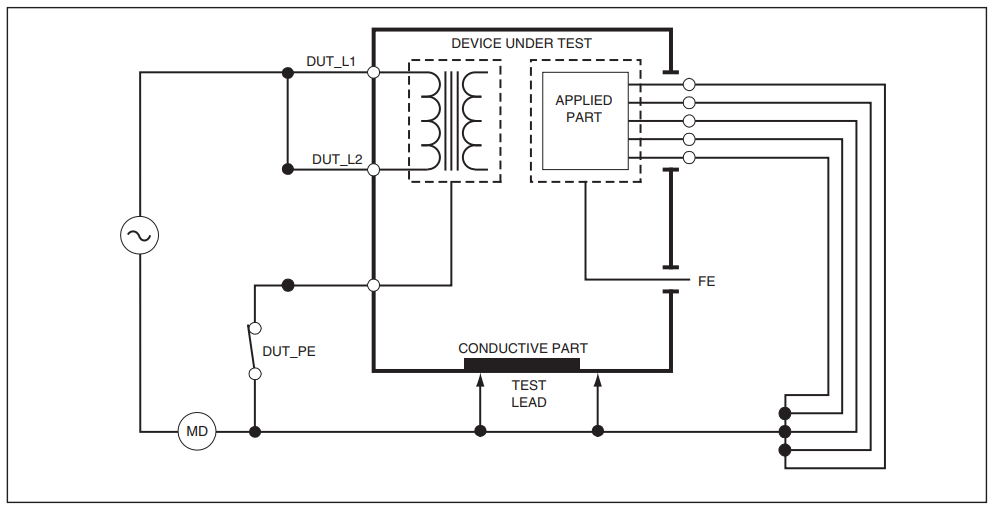 DEVICE UNDER TEST
DUT_L1
APPLIED
PART
DUT_L2
FE
DUT_PE
CONDUCTIVE PART
TEST
LEAD
MD